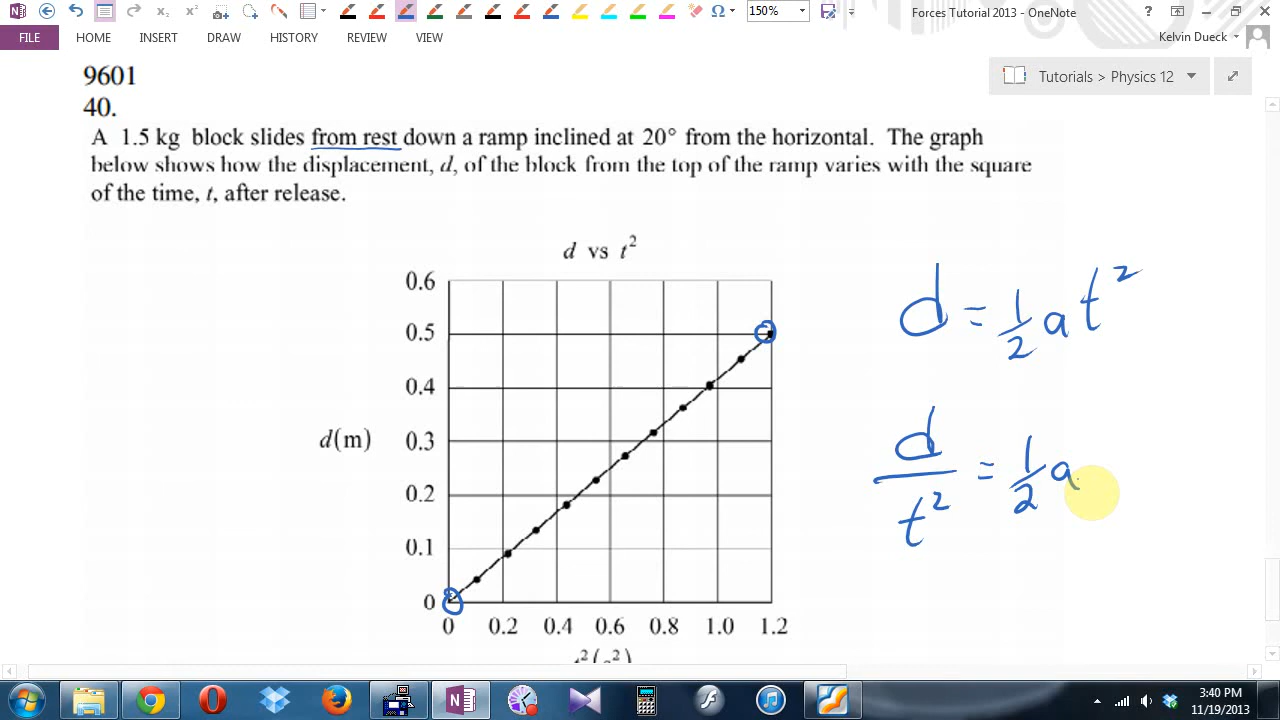 150%
Forces Tutorial 2013 - OneNote
FILE HOME INSERT DRAW HISTORY REVIEW VIEW
Kelvin Dueck
Tutorials > Physics 12
9601
40.
A 1.5 kg block slides from rest down a ramp inclined at 20° from the horizontal. The graph
below shows how the displacement, d, of the block from the top of the ramp varies with the square
of the time, t, after release.
d vs t²
0.6
0.5
0.4
d(m) 0.3
0.2
0.1
0
0 0.2 0.4 0.6 0.8 1.0 1.2
d = 1/2 a t²
d/t² = 1/2 a
3:40 PM
11/19/2013